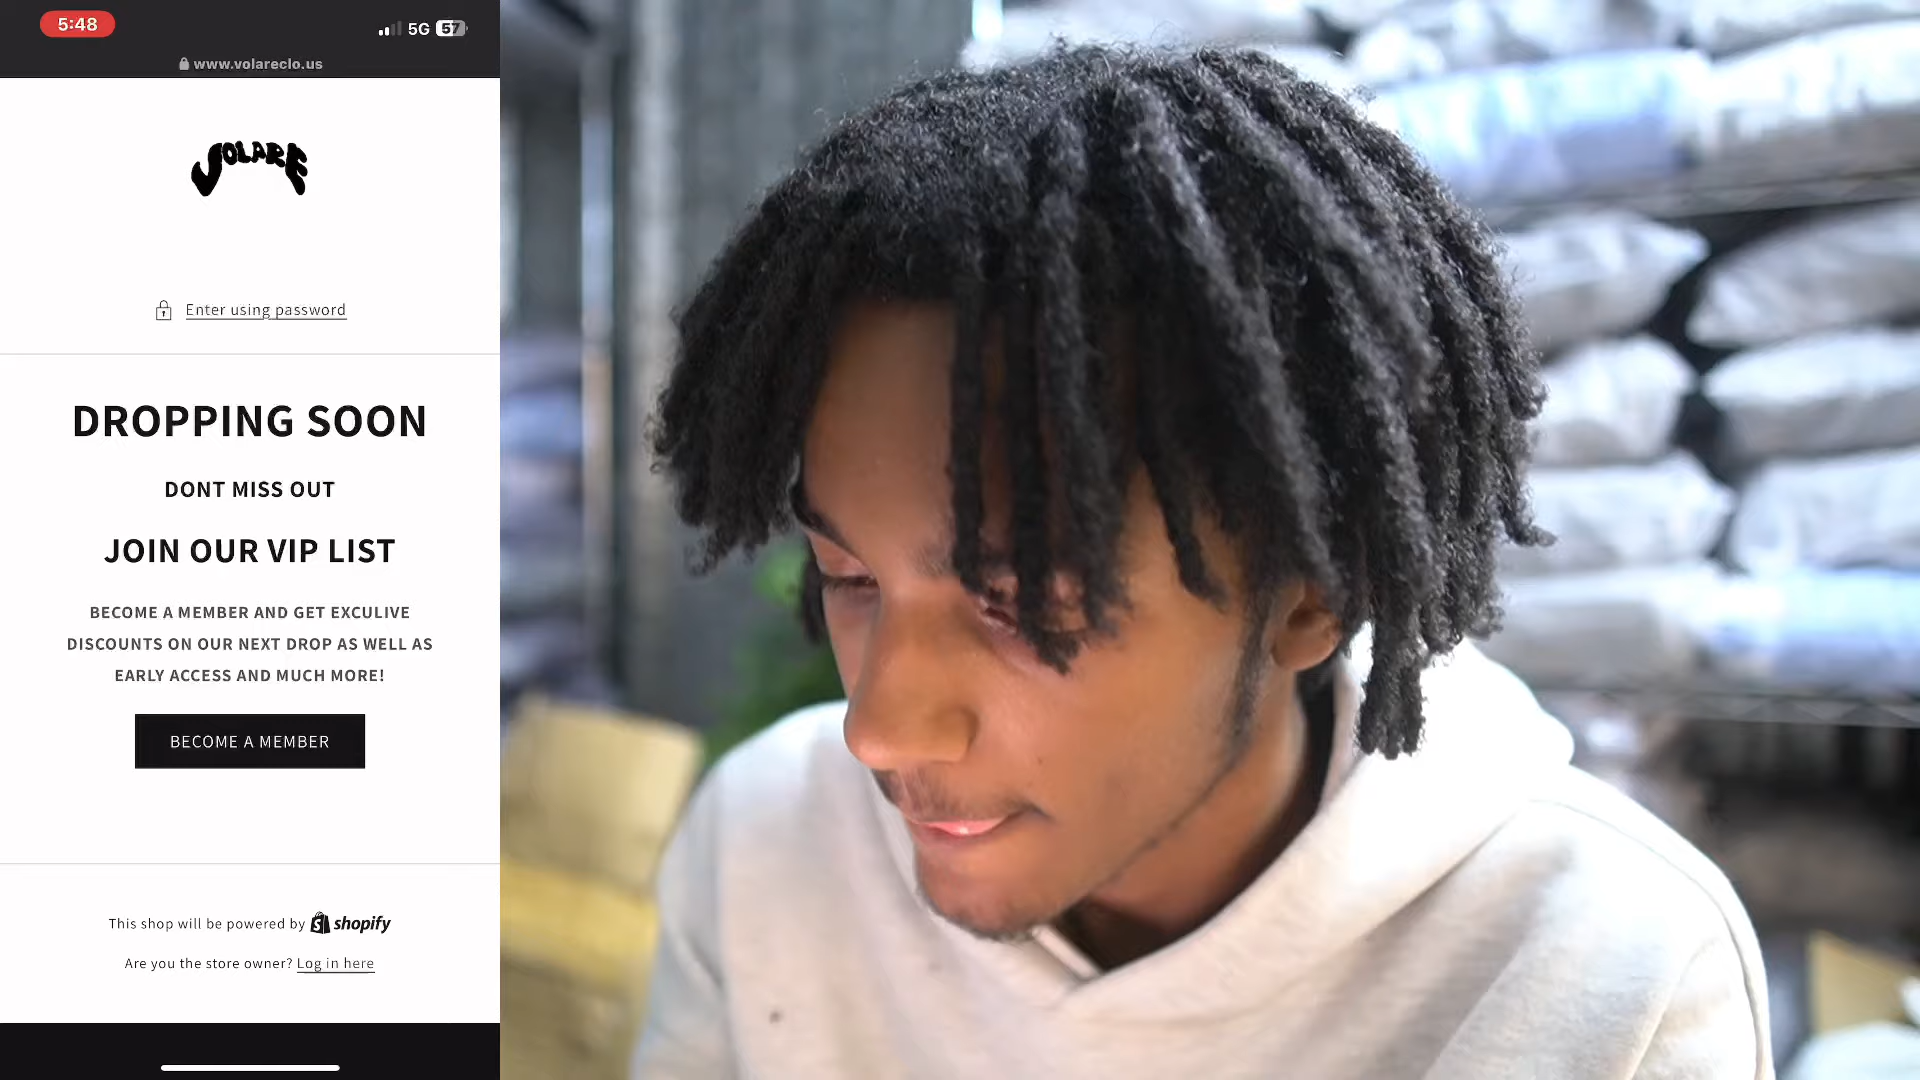 5:48
5G 57
www.volareclo.us
VOLARE
Enter using password
DROPPING SOON
DONT MISS OUT
JOIN OUR VIP LIST
BECOME A MEMBER AND GET EXCULIVE
DISCOUNTS ON OUR NEXT DROP AS WELL AS
EARLY ACCESS AND MUCH MORE!
BECOME A MEMBER
This shop will be powered by shopify
Are you the store owner? Log in here